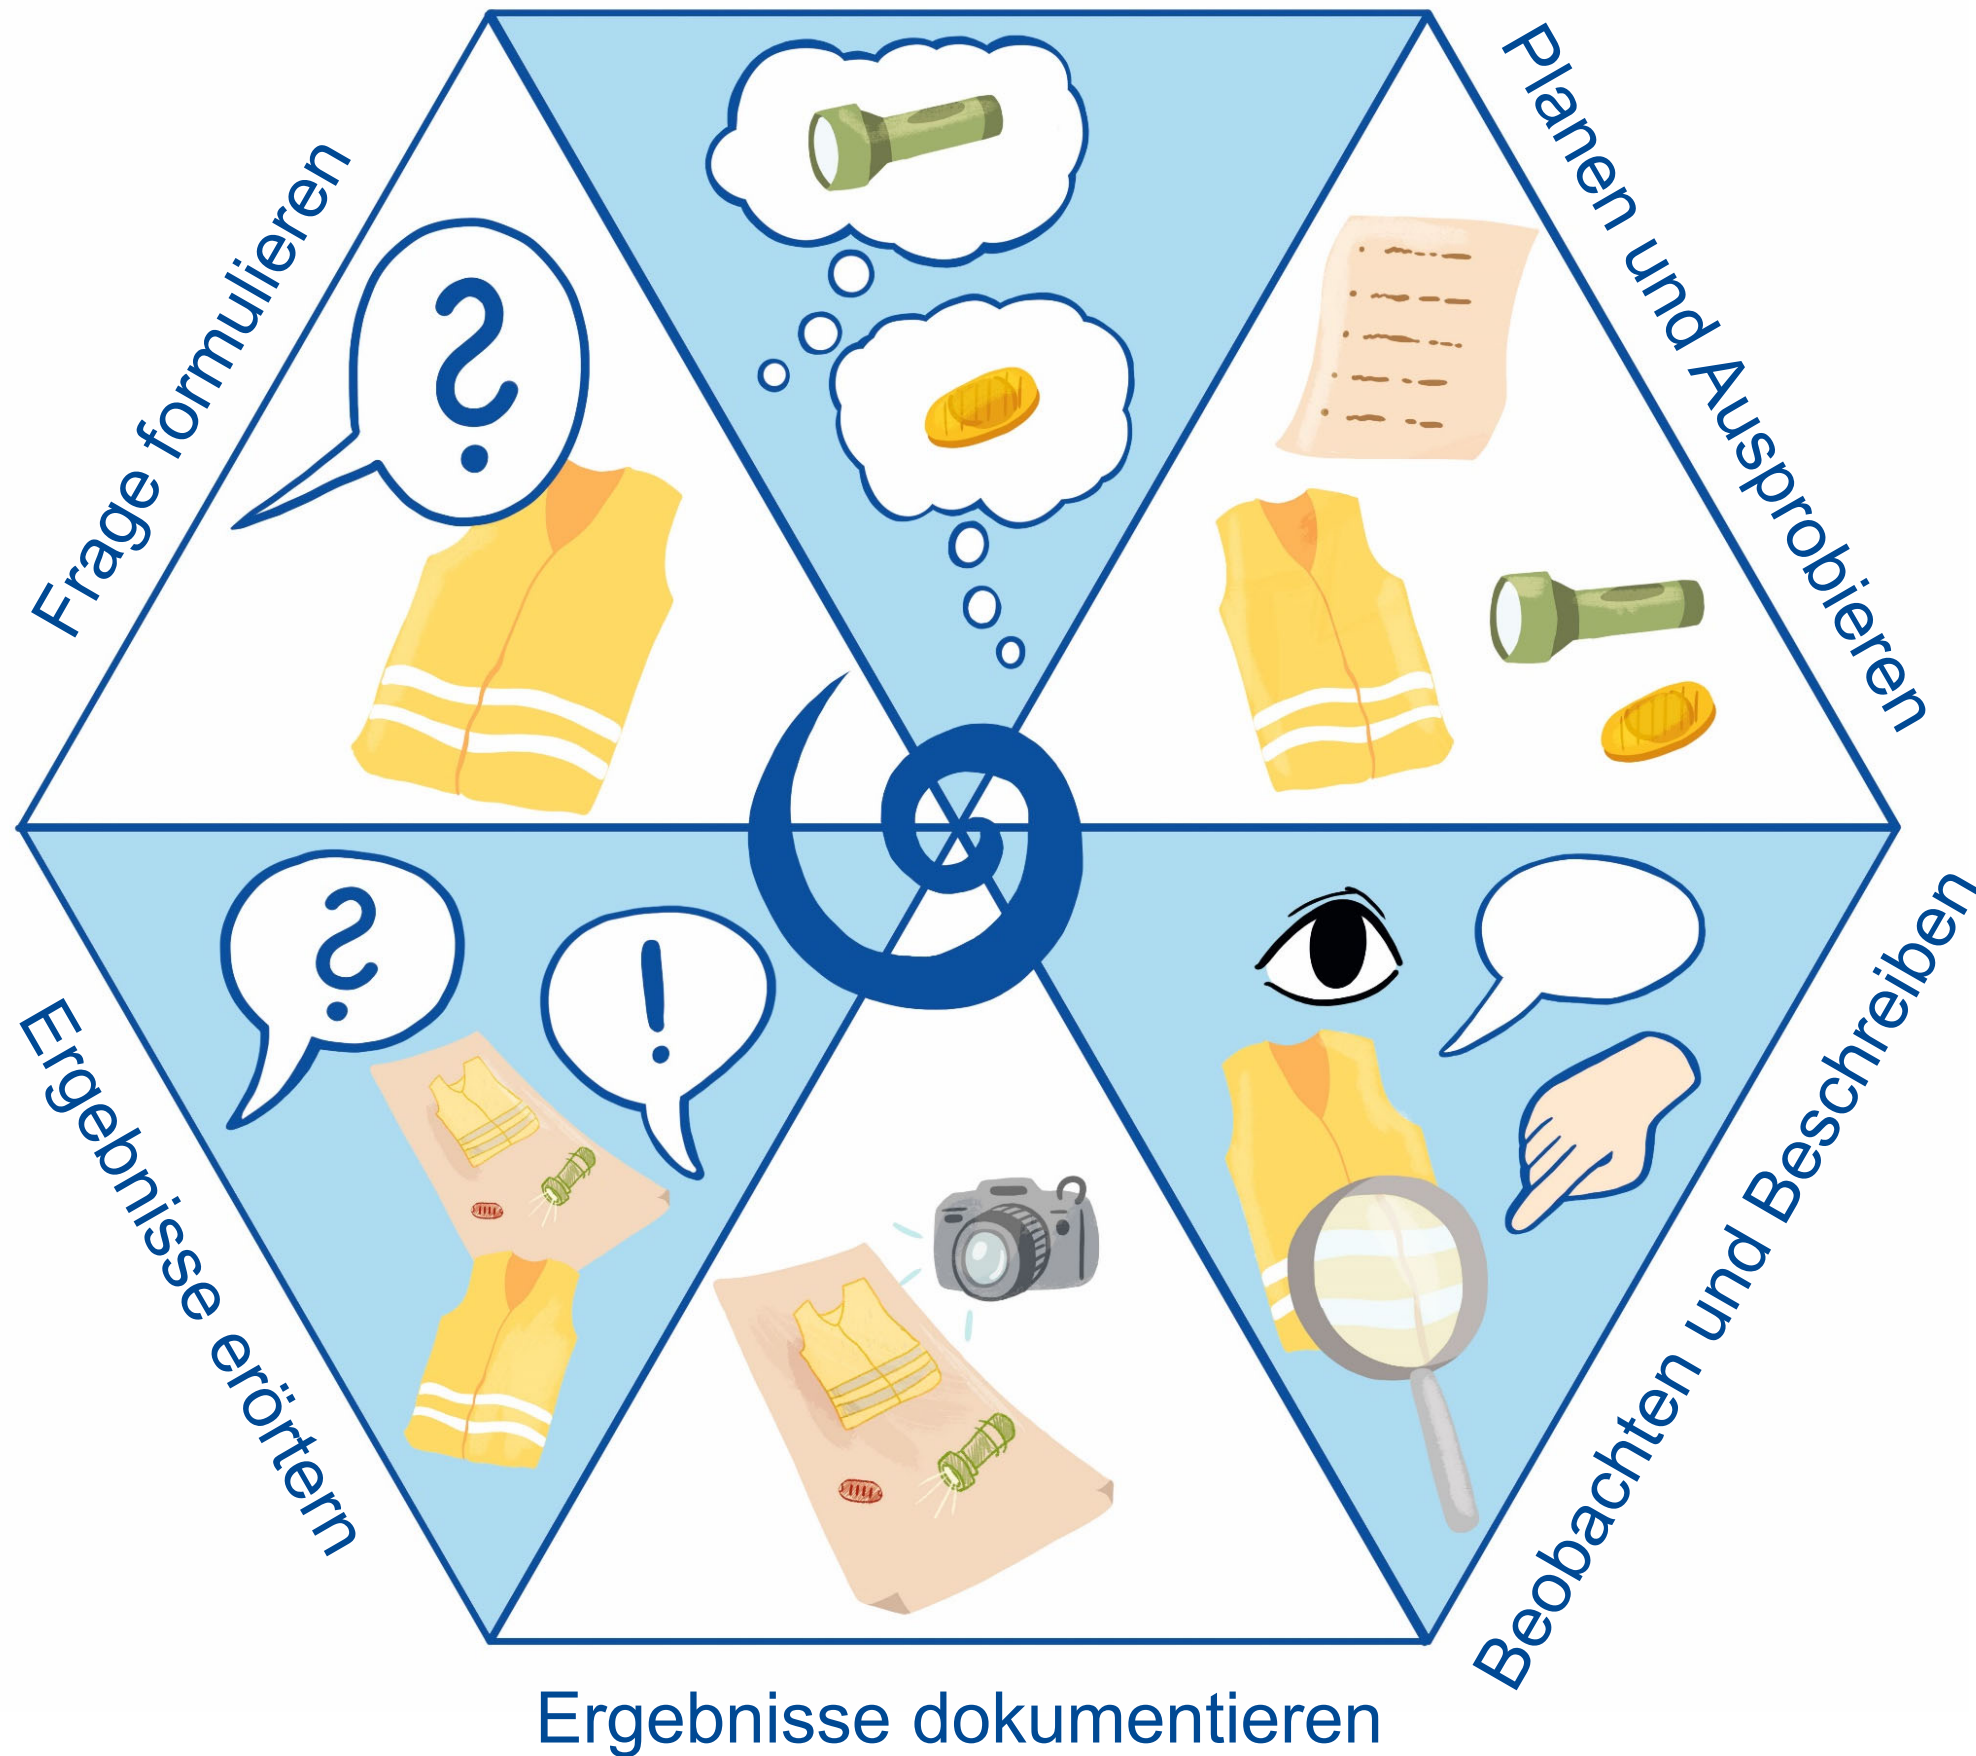 Frage formulieren
Planen und Ausprobieren
Beobachten und Beschreiben
Ergebnisse dokumentieren
Ergebnisse erörtern